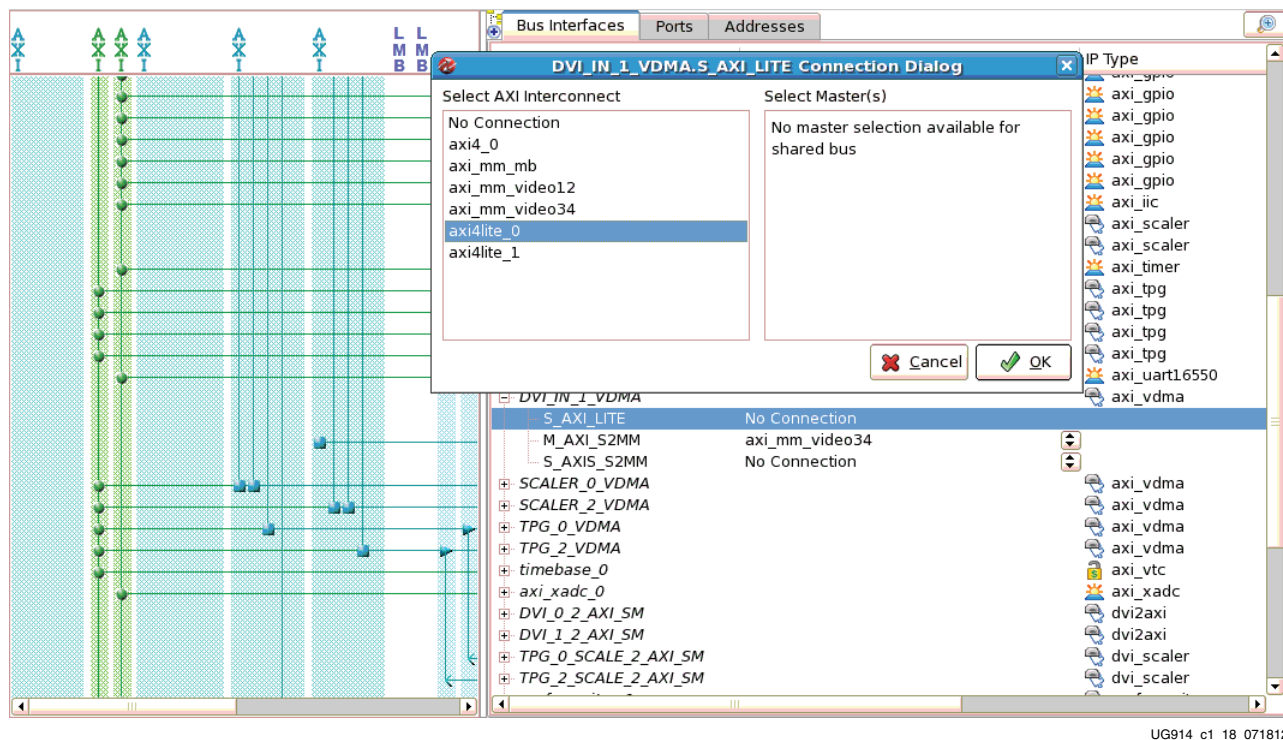 A X I
A X I
A X I
A X I
A X I
A X I
L M B
L M B
Bus Interfaces
Ports
Addresses
IP Type
DVI_IN_1_VDMA.S_AXI_LITE Connection Dialog
Select AXI Interconnect
No Connection
axi4_0
axi_mm_mb
axi_mm_video12
axi_mm_video34
axi4lite_0
axi4lite_1
Select Master(s)
No master selection available for
shared bus
Cancel
OK
axi_gpio
axi_gpio
axi_gpio
axi_gpio
axi_gpio
axi_gpio
axi_iic
axi_scaler
axi_scaler
axi_timer
axi_tpg
axi_tpg
axi_tpg
axi_tpg
axi_uart16550
DVI_IN_1_VDMA axi_vdma
S_AXI_LITE No Connection
M_AXI_S2MM axi_mm_video34
S_AXIS_S2MM No Connection
SCALER_0_VDMA axi_vdma
SCALER_2_VDMA axi_vdma
TPG_0_VDMA axi_vdma
TPG_2_VDMA axi_vdma
timebase_0 axi_vtc
axi_xadc_0 axi_xadc
DVI_0_2_AXI_SM dvi2axi
DVI_1_2_AXI_SM dvi2axi
TPG_0_SCALE_2_AXI_SM dvi_scaler
TPG_2_SCALE_2_AXI_SM dvi_scaler
UG914_c1_18_071812